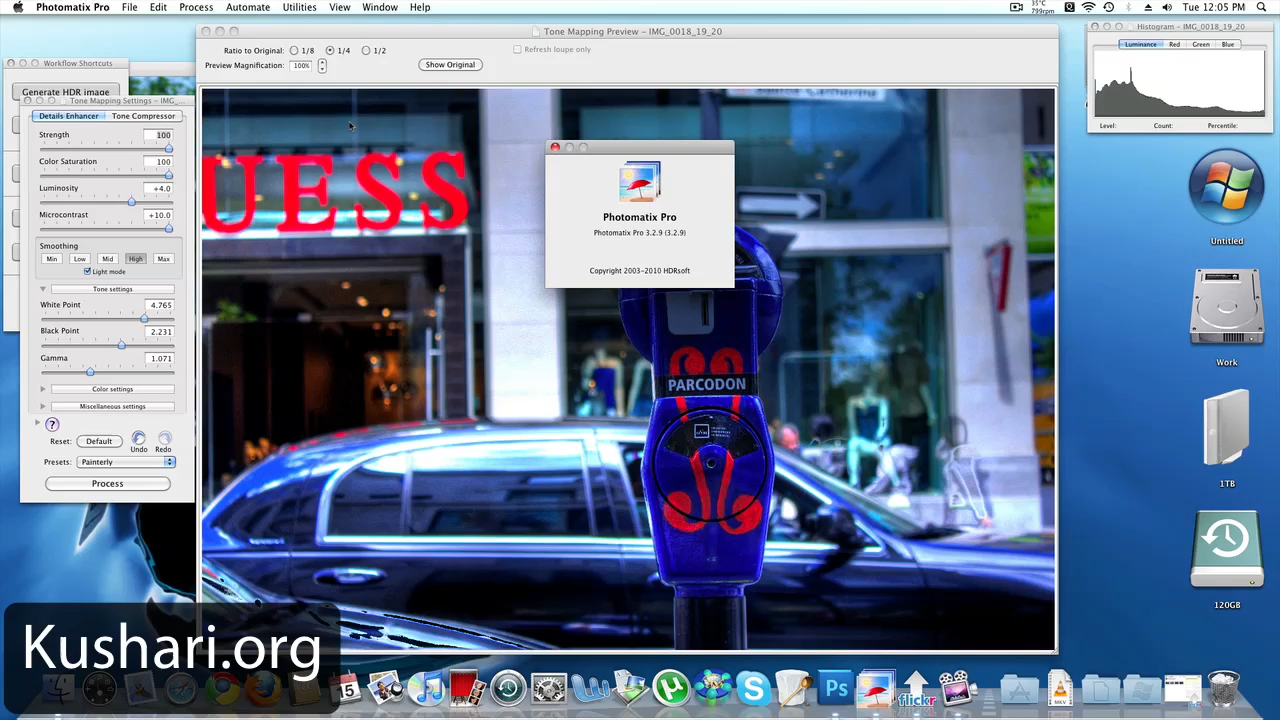 Photomatix Pro File Edit Process Automate Utilities View Window Help
35°C
799rpm
Tue 12:05 PM
Tone Mapping Preview - IMG_0018_19_20
Ratio to Original: 1/8 1/4 1/2
Refresh loupe only
Preview Magnification: 100%
Show Original
Histogram - IMG_0018_19_20
Luminance Red Green Blue
Level: Count: Percentile:
Workflow Shortcuts
Generate HDR image
Tone Mapping Settings - IMG_...
Details Enhancer Tone Compressor
Strength 100
Color Saturation 100
Luminosity +4.0
Microcontrast +10.0
Smoothing
Min Low Mid High Max
Light mode
Tone settings
White Point 4.765
Black Point 2.231
Gamma 1.071
Color settings
Miscellaneous settings
?
Reset: Default
Undo Redo
Presets: Painterly
Process
UESS
Photomatix Pro
Photomatix Pro 3.2.9 (3.2.9)
Copyright 2003-2010 HDRsoft
PARCODON
Untitled
Work
1TB
120GB
Kushari.org
15
Ps
flickr
MKV